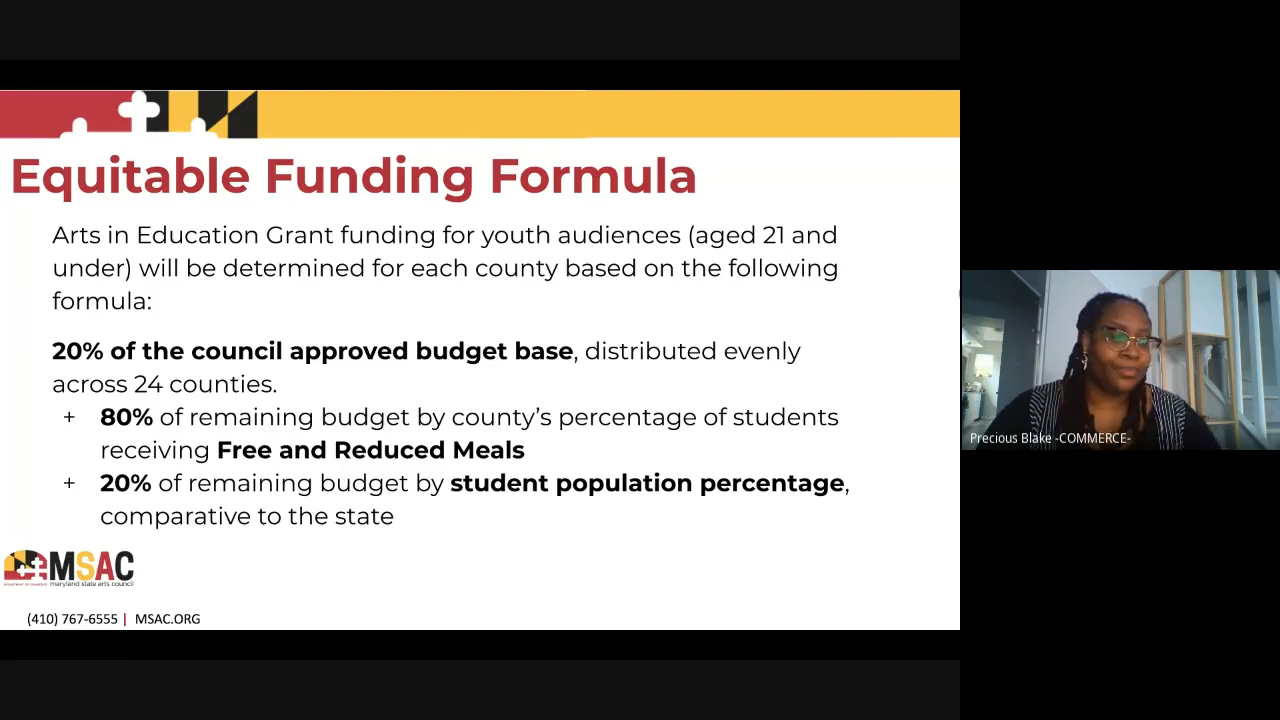 Equitable Funding Formula
Arts in Education Grant funding for youth audiences (aged 21 and
under) will be determined for each county based on the following
formula:
20% of the council approved budget base, distributed evenly
across 24 counties.
+ 80% of remaining budget by county’s percentage of students
receiving Free and Reduced Meals
+ 20% of remaining budget by student population percentage,
comparative to the state
MSAC
DEPARTMENT OF COMMERCE maryland state arts council
(410) 767-6555 | MSAC.ORG
Precious Blake -COMMERCE-